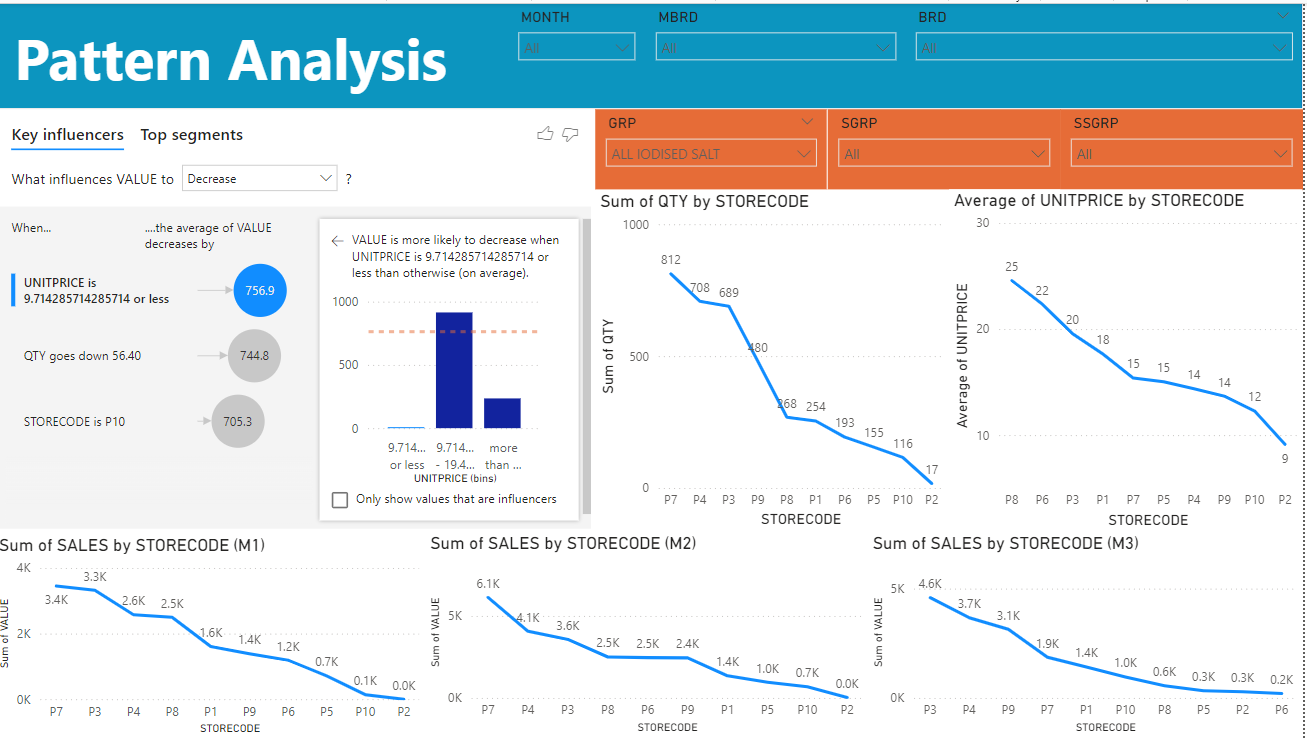 MONTH
MBRD
BRD
Pattern Analysis
All
All
All
Key influencers
Top segments
GRP
SGRP
SSGRP
ALL IODISED SALT
All
All
What influences VALUE to
Decrease
?
When...
....the average of VALUE
decreases by
UNITPRICE is
9.714285714285714 or less
756.9
QTY goes down 56.40
744.8
STORECODE is P10
705.3
VALUE is more likely to decrease when
UNITPRICE is 9.714285714285714 or
less than otherwise (on average).
1000
500
0
9.714... 9.714... more
or less - 19.4... than ...
UNITPRICE (bins)
Only show values that are influencers
Sum of QTY by STORECODE
Sum of QTY
1000
500
0
812
708
689
480
268
254
193
155
116
17
P7 P4 P3 P9 P8 P1 P6 P5 P10 P2
STORECODE
Average of UNITPRICE by STORECODE
Average of UNITPRICE
30
20
10
25
22
20
18
15
15
14
14
12
9
P8 P6 P3 P1 P7 P5 P4 P9 P10 P2
STORECODE
Sum of SALES by STORECODE (M1)
Sum of VALUE
4K
2K
0K
3.4K
3.3K
2.6K
2.5K
1.6K
1.4K
1.2K
0.7K
0.1K
0.0K
P7 P3 P4 P8 P1 P9 P6 P5 P10 P2
STORECODE
Sum of SALES by STORECODE (M2)
Sum of VALUE
5K
0K
6.1K
4.1K
3.6K
2.5K
2.5K
2.4K
1.4K
1.0K
0.7K
0.0K
P7 P4 P3 P8 P6 P9 P1 P5 P10 P2
STORECODE
Sum of SALES by STORECODE (M3)
Sum of VALUE
5K
0K
4.6K
3.7K
3.1K
1.9K
1.4K
1.0K
0.6K
0.3K
0.3K
0.2K
P3 P4 P9 P7 P1 P10 P8 P5 P2 P6
STORECODE